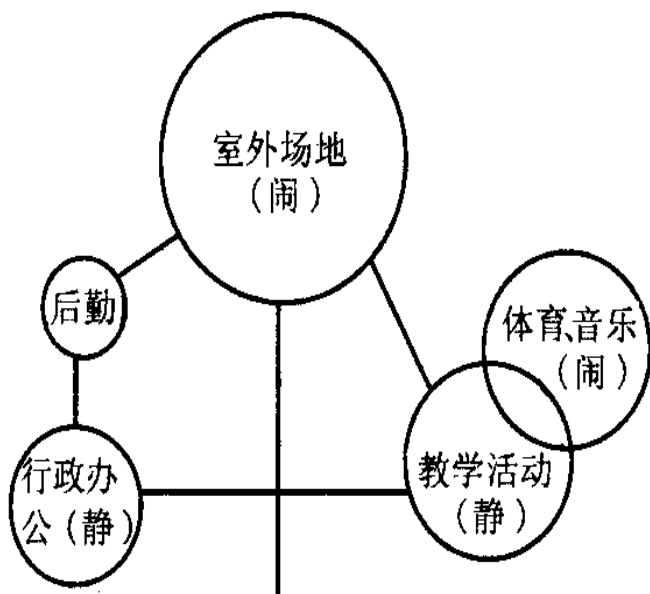 室外场地
（闹）
后勤
体育、音乐
（闹）
行政办
公（静）
教学活动
（静）